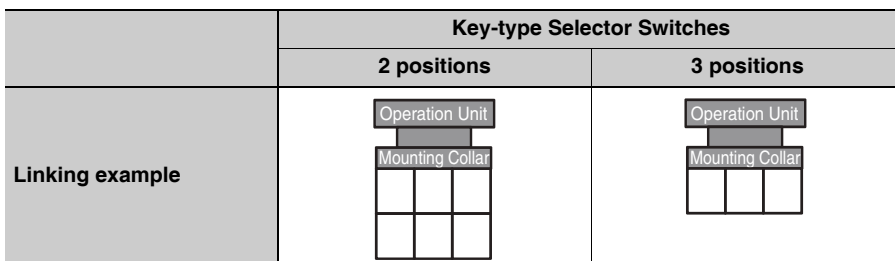 Key-type Selector Switches
2 positions 3 positions
Linking example
Operation Unit Operation Unit
Mounting Collar Mounting Collar